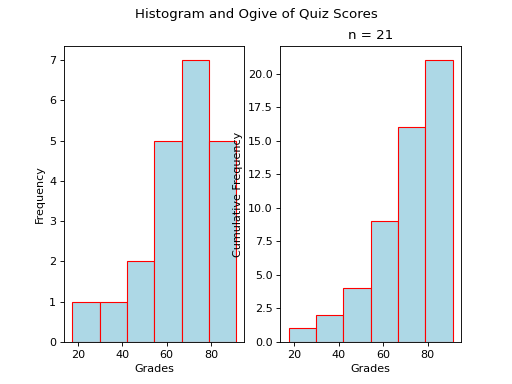 Histogram and Ogive of Quiz Scores
n = 21
Frequency
7
6
5
4
3
2
1
0
20 40 60 80
Grades
Cumulative Frequency
20.0
17.5
15.0
12.5
10.0
7.5
5.0
2.5
0.0
20 40 60 80
Grades